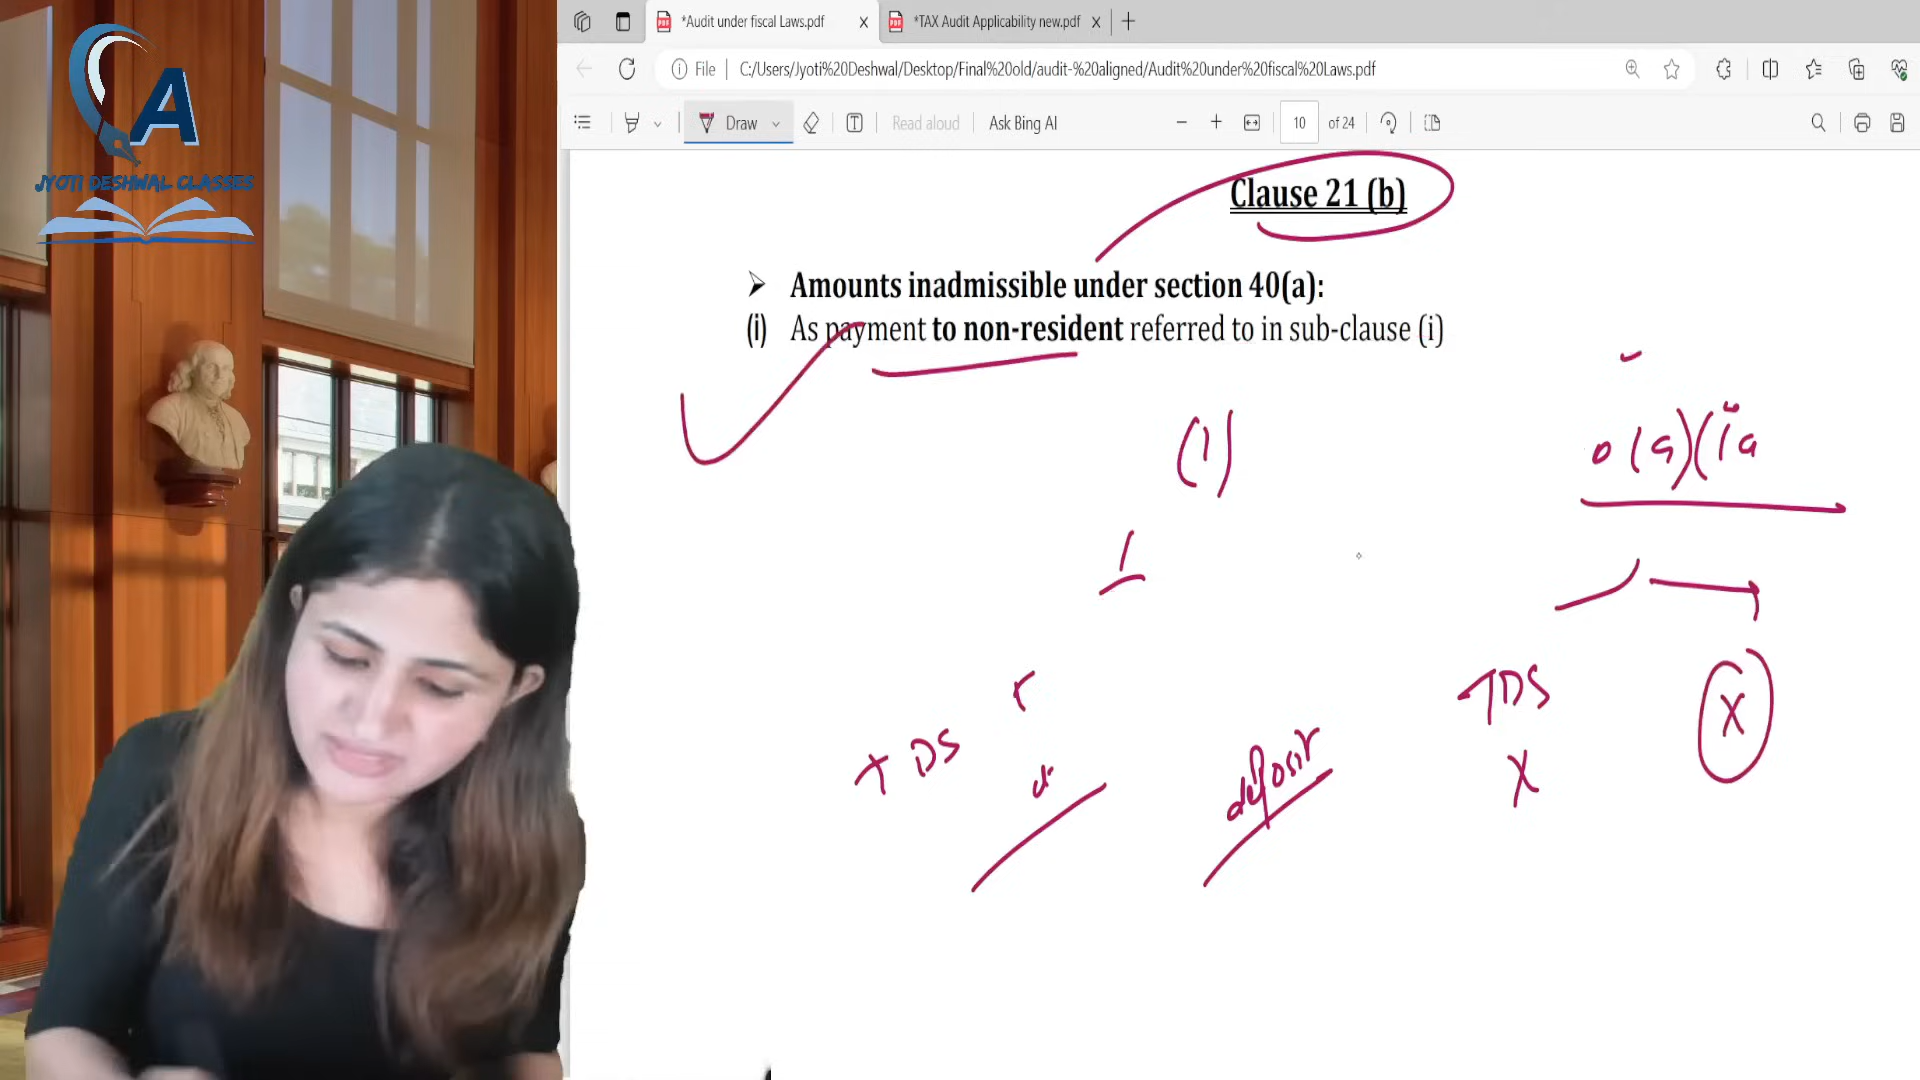 *Audit under fiscal Laws.pdf
*TAX Audit Applicability new.pdf
File C:/Users/Jyoti%20Deshwal/Desktop/Final%20old/audit-%20aligned/Audit%20under%20fiscal%20Laws.pdf
Draw Read aloud Ask Bing AI 10 of 24
A
JYOTI DESHWAL CLASSES
Clause 21 (b)
➢ Amounts inadmissible under section 40(a):
(i) As payment to non-resident referred to in sub-clause (i)
(1)
TDS
X
X
TDS
deposit